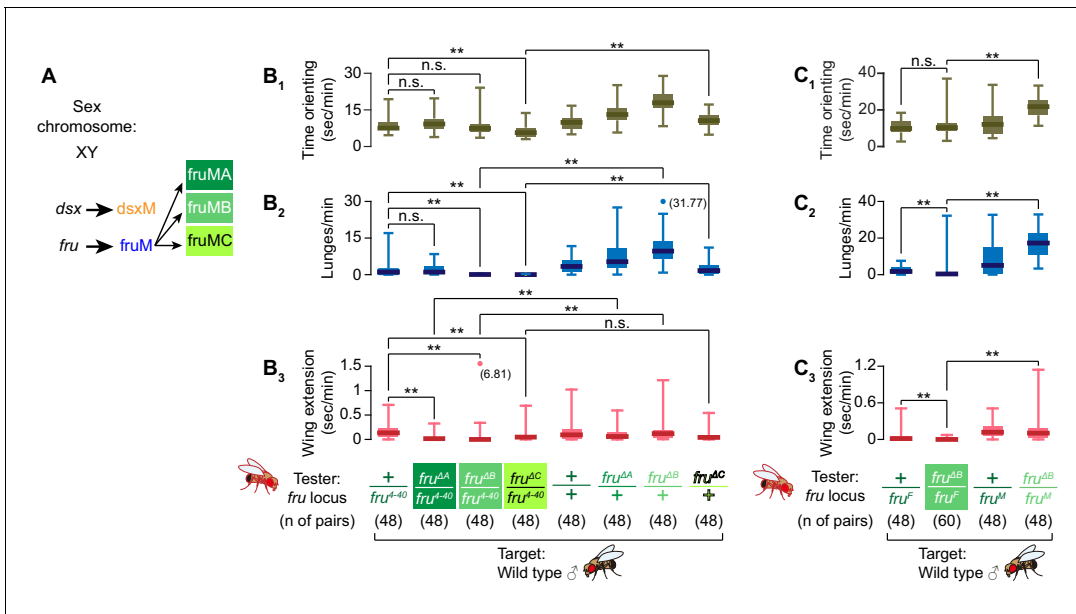 A
Sex
chromosome:
XY
dsx dsxM
fru fruM
fruMA
fruMB
fruMC
B1
Time orienting
(sec/min)
30
15
0
n.s.
n.s.
**
**
B2
Lunges/min
30
15
0
n.s.
**
**
**
**
(31.77)
B3
Wing extension
(sec/min)
1.5
1
0.5
0
**
**
**
**
**
n.s.
(6.81)
Tester:
fru locus
+ fruΔA fruΔB fruΔC + fruΔA fruΔB fruΔC
fru4-40 fru4-40 fru4-40 fru4-40 + + + +
(n of pairs) (48) (48) (48) (48) (48) (48) (48) (48)
Target:
Wild type ♂
C1
Time orienting
(sec/min)
40
20
0
n.s.
**
C2
Lunges/min
40
20
0
**
**
C3
Wing extension
(sec/min)
1.2
0.6
0
**
**
Tester:
fru locus
+ fruΔB + fruΔB
fruF fruF fruM fruM
(n of pairs) (48) (60) (48) (48)
Target:
Wild type ♂